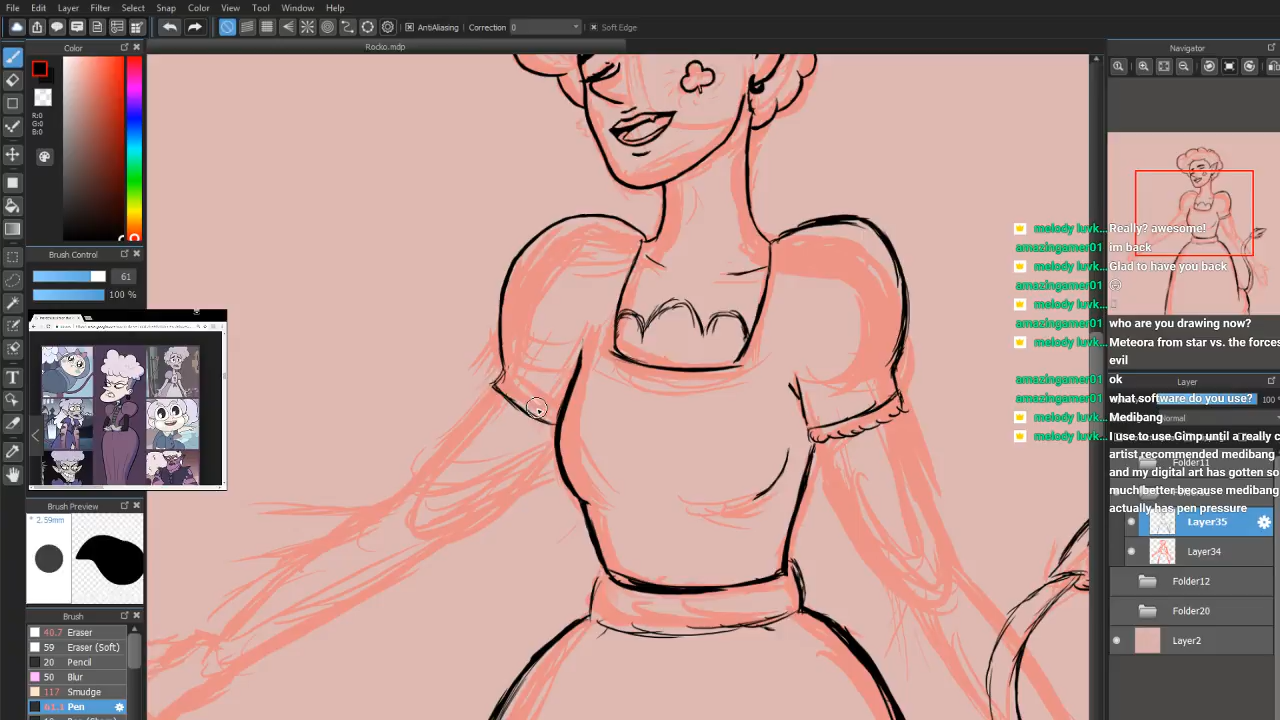 File Edit Layer Filter Select Snap Color View Tool Window Help
AntiAliasing Correction 0 Soft Edge
Rocko.mdp
Color
R:0
G:0
B:0
Brush Control
61
100 %
Brush Preview
* 2.59mm
Brush
40.7 Eraser
59 Eraser (Soft)
20 Pencil
50 Blur
117 Smudge
61.1 Pen
Navigator
melody luvk... Really? awesome!
amazingamer01 im back
melody luvk... Glad to have you back
amazingamer01
melody luvk...
amazingamer01 who are you drawing now?
melody luvk... Meteora from star vs. the forces
evil
amazingamer01 ok
amazingamer01 what software do you use?
melody luvk... Medibang
melody luvk... I use to use Gimp until a really c
artist recommended medibang
and my digital art has gotten so
much better because medibang
actually has pen pressure
Layer
100
Folder11
Layer35
Layer34
Folder12
Folder20
Layer2